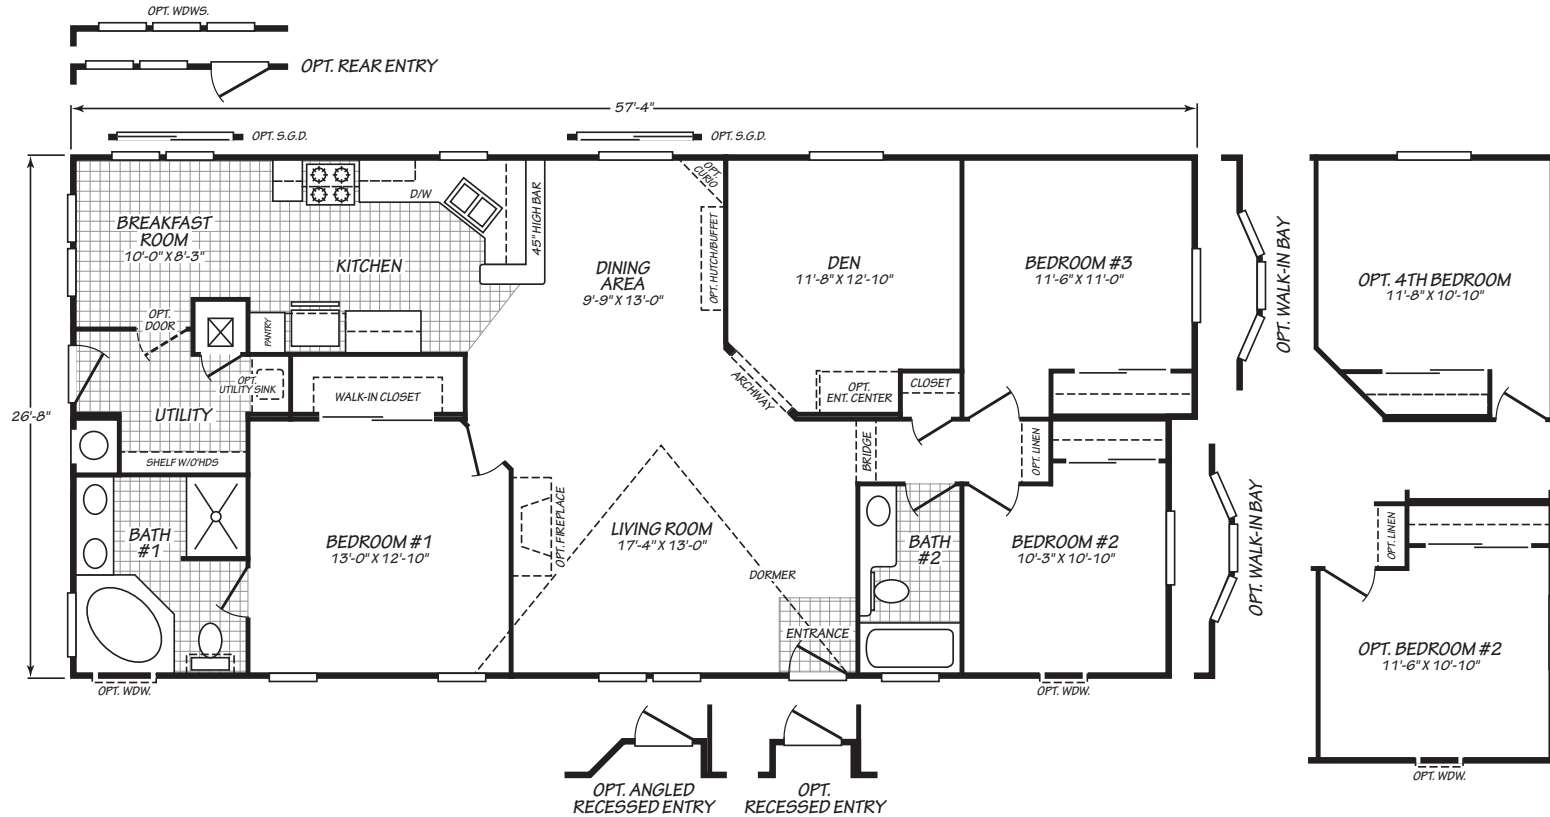 OPT. WDWS.
OPT. REAR ENTRY
57'-4"
OPT. S.G.D.
OPT. S.G.D.
26'-8"
BREAKFAST
ROOM
10'-0" X 8'-3"
D/W
45" HIGH BAR
KITCHEN
OPT.
DOOR
PANTRY
OPT.
UTILITY SINK
UTILITY
WALK-IN CLOSET
SHELF W/O'HDS
OPT.
CURIO
OPT. HUTCH/BUFFET
DINING
AREA
9'-9" X 13'-0"
DEN
11'-8" X 12'-10"
ARCHWAY
OPT.
ENT. CENTER
CLOSET
BEDROOM #3
11'-6" X 11'-0"
OPT. WALK-IN BAY
OPT. 4TH BEDROOM
11'-8" X 10'-10"
BATH
#1
BEDROOM #1
13'-0" X 12'-10"
OPT. FIREPLACE
LIVING ROOM
17'-4" X 13'-0"
DORMER
ENTRANCE
BRIDGE
OPT. LINEN
BATH
#2
BEDROOM #2
10'-3" X 10'-10"
OPT. WALK-IN BAY
OPT. LINEN
OPT. BEDROOM #2
11'-6" X 10'-10"
OPT. WDW.
OPT. WDW.
OPT. WDW.
OPT. ANGLED
RECESSED ENTRY
OPT.
RECESSED ENTRY